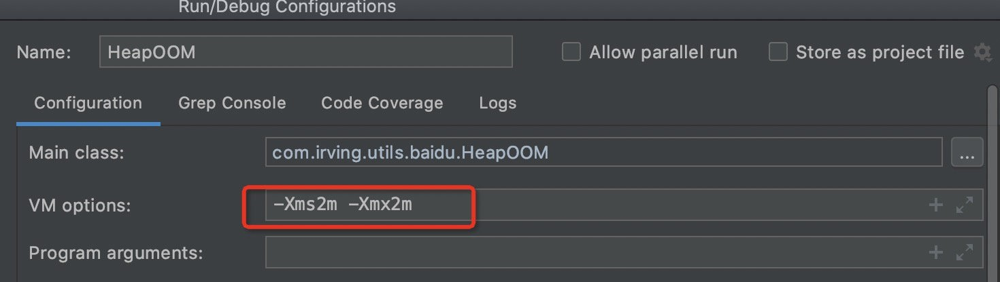 Run/Debug Configurations
Name: HeapOOM Allow parallel run Store as project file
Configuration Grep Console Code Coverage Logs
Main class: com.irving.utils.baidu.HeapOOM ...
VM options: -Xms2m -Xmx2m
Program arguments: